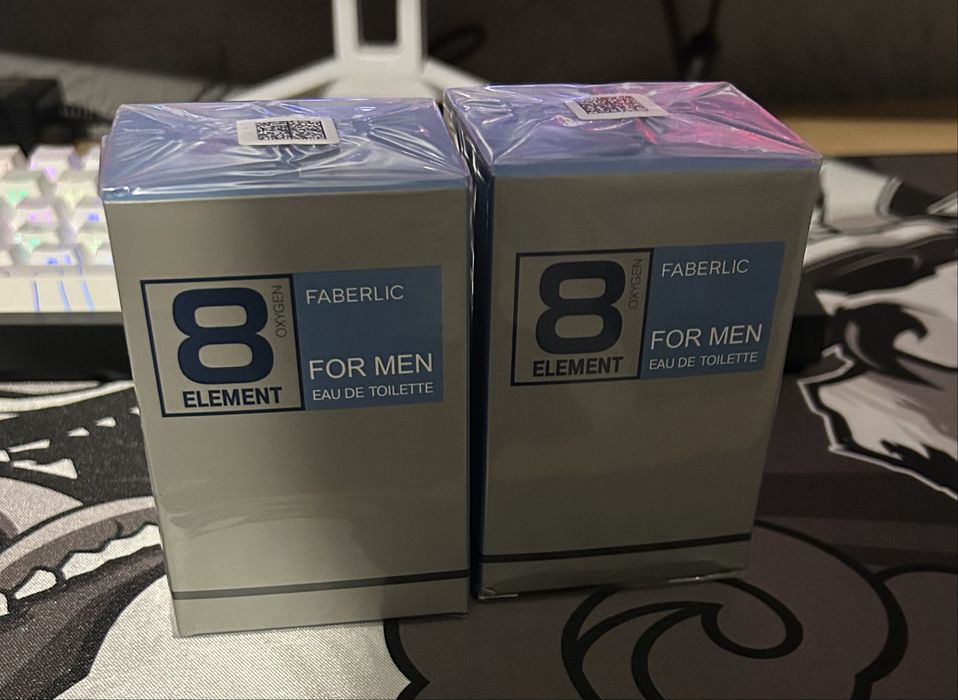 8
OXYGEN
ELEMENT
FABERLIC
FOR MEN
EAU DE TOILETTE
8
OXYGEN
ELEMENT
FABERLIC
FOR MEN
EAU DE TOILETTE